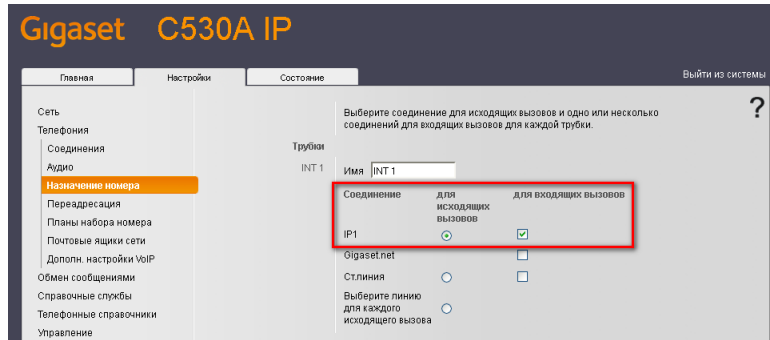 Gigaset C530A IP
Главная Настройки Состояние Выйти из системы
Сеть
Телефония
Соединения
Аудио
Назначение номера
Переадресация
Планы набора номера
Почтовые ящики сети
Дополн. настройки VoIP
Обмен сообщениями
Справочные службы
Телефонные справочники
Управление
?
Выберите соединение для исходящих вызовов и одно или несколько
соединений для входящих вызовов для каждой трубки.
Трубки
INT 1 Имя INT 1
Соединение для исходящих вызовов для входящих вызовов
IP1
Gigaset.net
Ст.линия
Выберите линию
для каждого
исходящего вызова